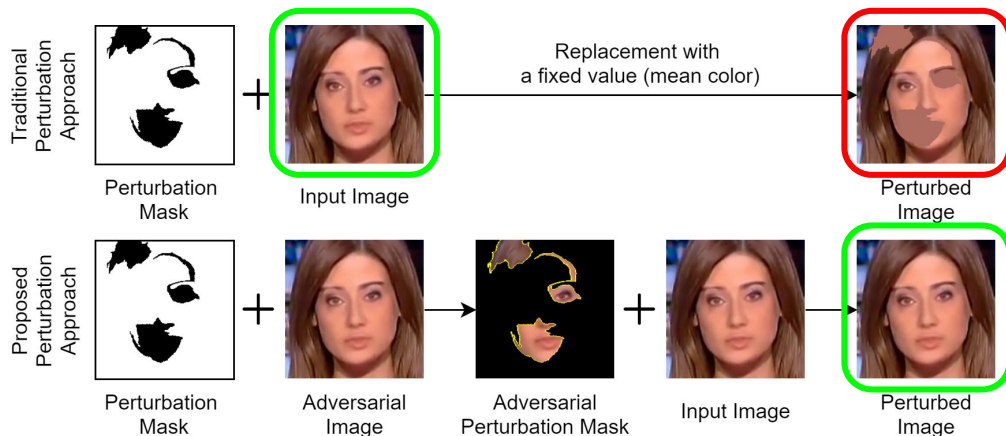 Traditional
Perturbation
Approach
Replacement with
a fixed value (mean color)
Perturbation
Mask
Input Image
Perturbed
Image
Proposed
Perturbation
Approach
Perturbation
Mask
Adversarial
Image
Adversarial
Perturbation Mask
Input Image
Perturbed
Image